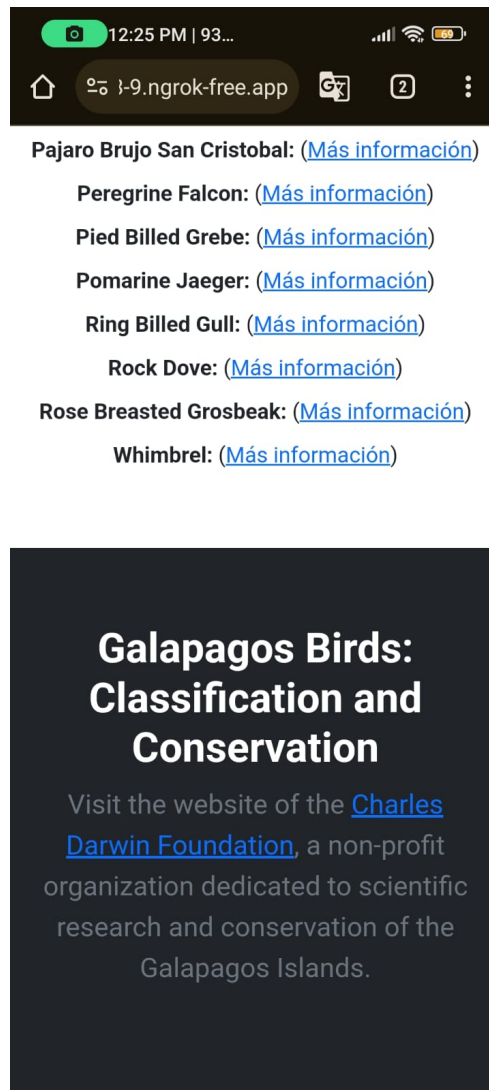 12:25 PM | 93...
69
3-9.ngrok-free.app
2
Pajaro Brujo San Cristobal: (Más información)
Peregrine Falcon: (Más información)
Pied Billed Grebe: (Más información)
Pomarine Jaeger: (Más información)
Ring Billed Gull: (Más información)
Rock Dove: (Más información)
Rose Breasted Grosbeak: (Más información)
Whimbrel: (Más información)
Galapagos Birds:
Classification and
Conservation
Visit the website of the Charles
Darwin Foundation, a non-profit
organization dedicated to scientific
research and conservation of the
Galapagos Islands.